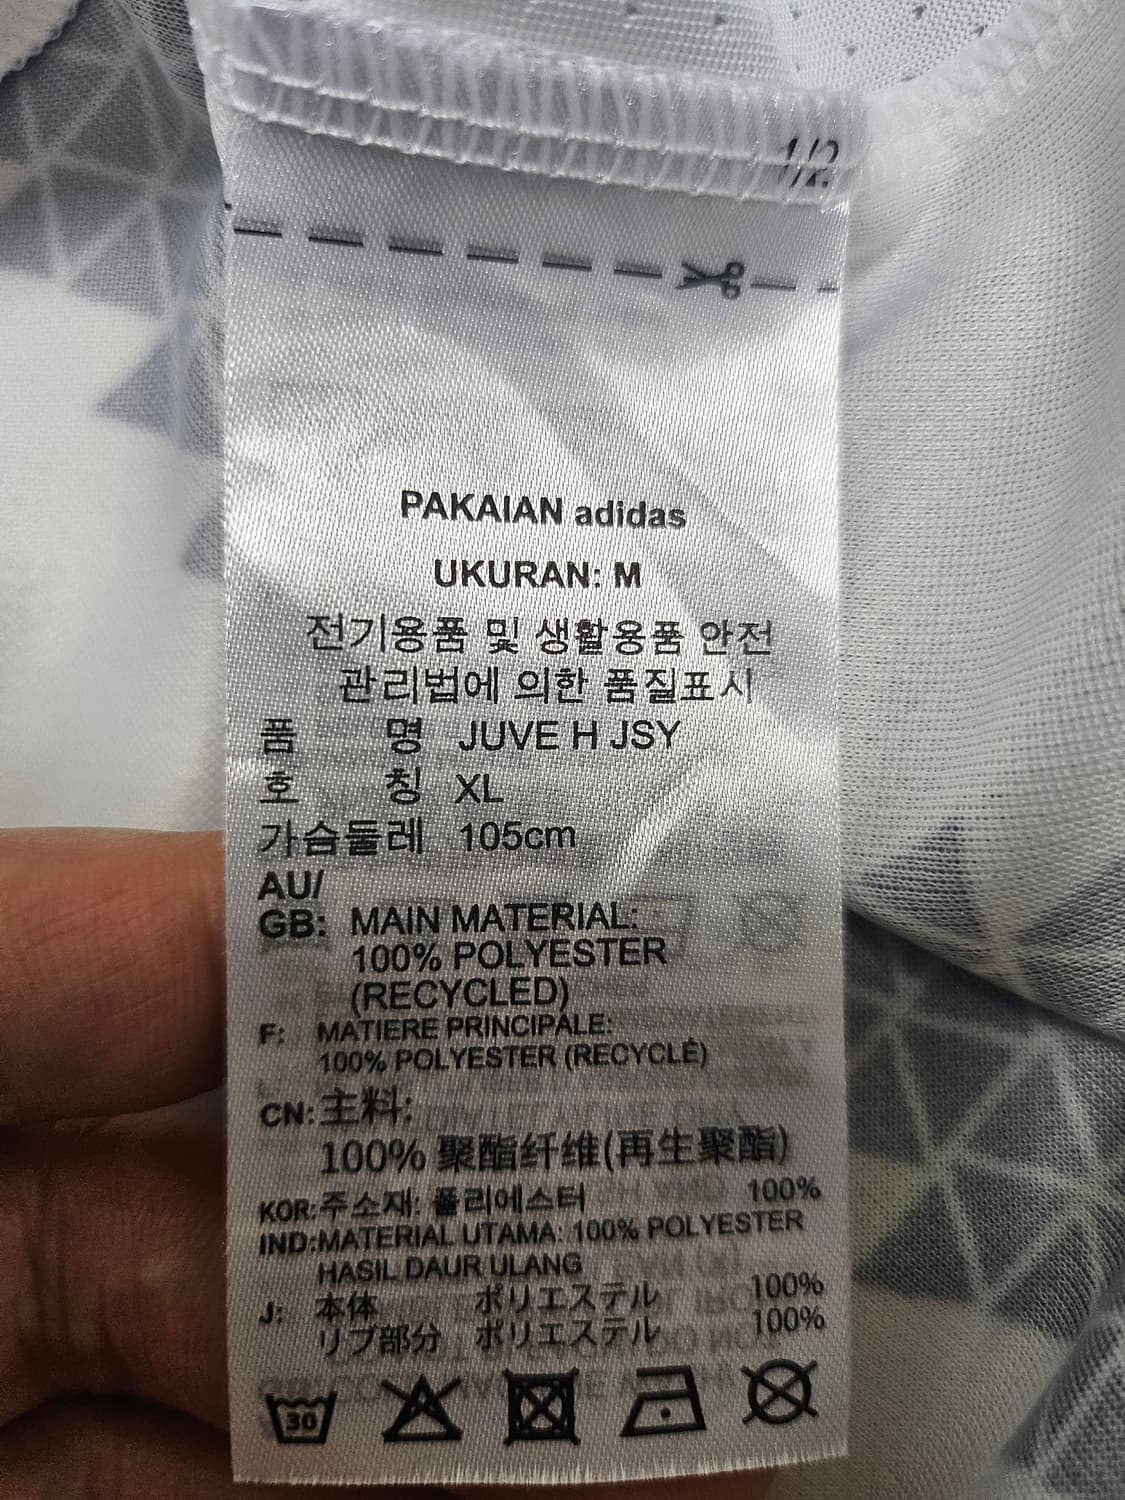 1/2
PAKAIAN adidas
UKURAN: M
전기용품 및 생활용품 안전
관리법에 의한 품질표시
품 명 JUVE H JSY
호 칭 XL
가슴둘레 105cm
AU/
GB: MAIN MATERIAL:
100% POLYESTER
(RECYCLED)
F: MATIERE PRINCIPALE:
100% POLYESTER (RECYCLÉ)
CN: 主料:
100% 聚酯纤维(再生聚酯)
KOR: 주소재: 폴리에스터 100%
IND: MATERIAL UTAMA: 100% POLYESTER
HASIL DAUR ULANG
J: 本体 ポリエステル 100%
リブ部分 ポリエステル 100%
30